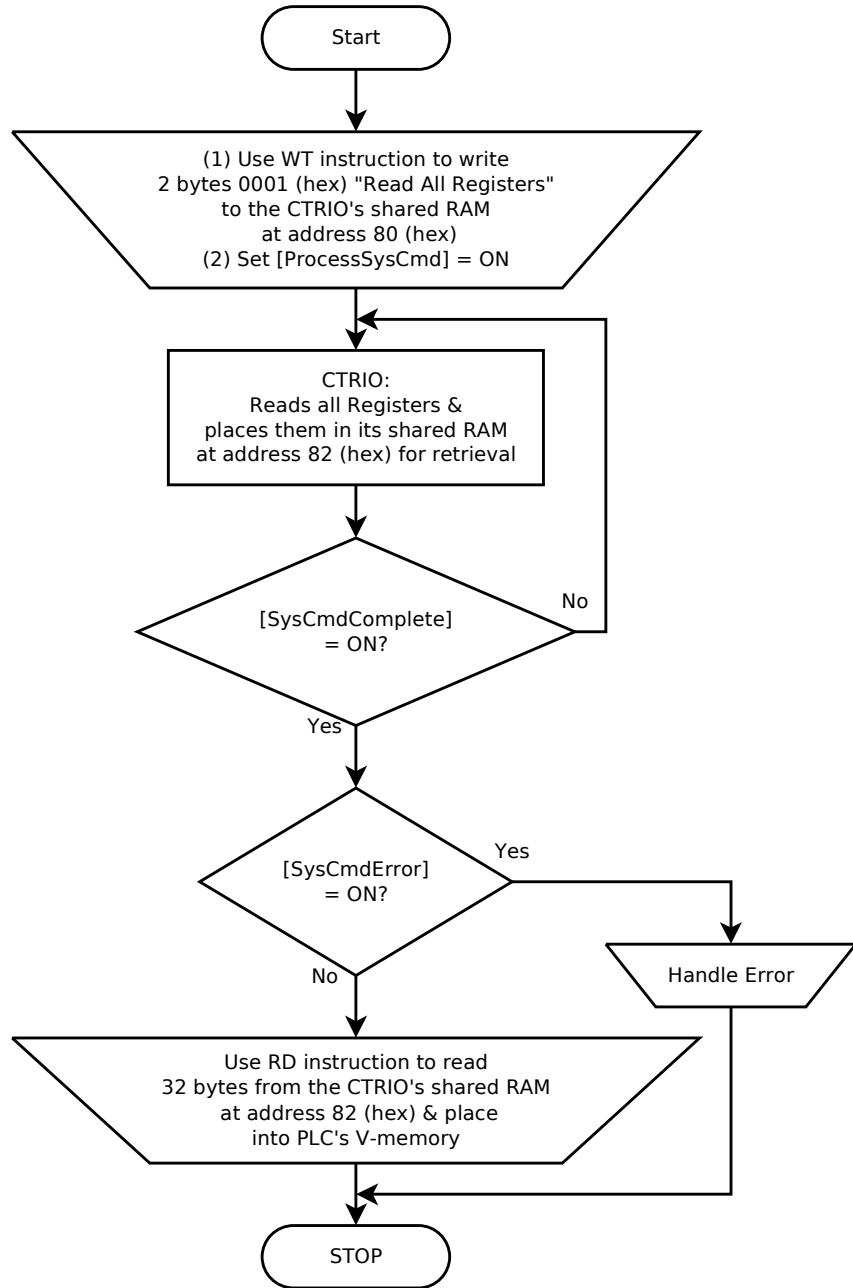 Start
(1) Use WT instruction to write
2 bytes 0001 (hex) "Read All Registers"
to the CTRIO's shared RAM
at address 80 (hex)
(2) Set [ProcessSysCmd] = ON
CTRIO:
Reads all Registers &
places them in its shared RAM
at address 82 (hex) for retrieval
[SysCmdComplete]
= ON?
No
Yes
[SysCmdError]
= ON?
Yes
No
Handle Error
Use RD instruction to read
32 bytes from the CTRIO's shared RAM
at address 82 (hex) & place
into PLC's V-memory
STOP